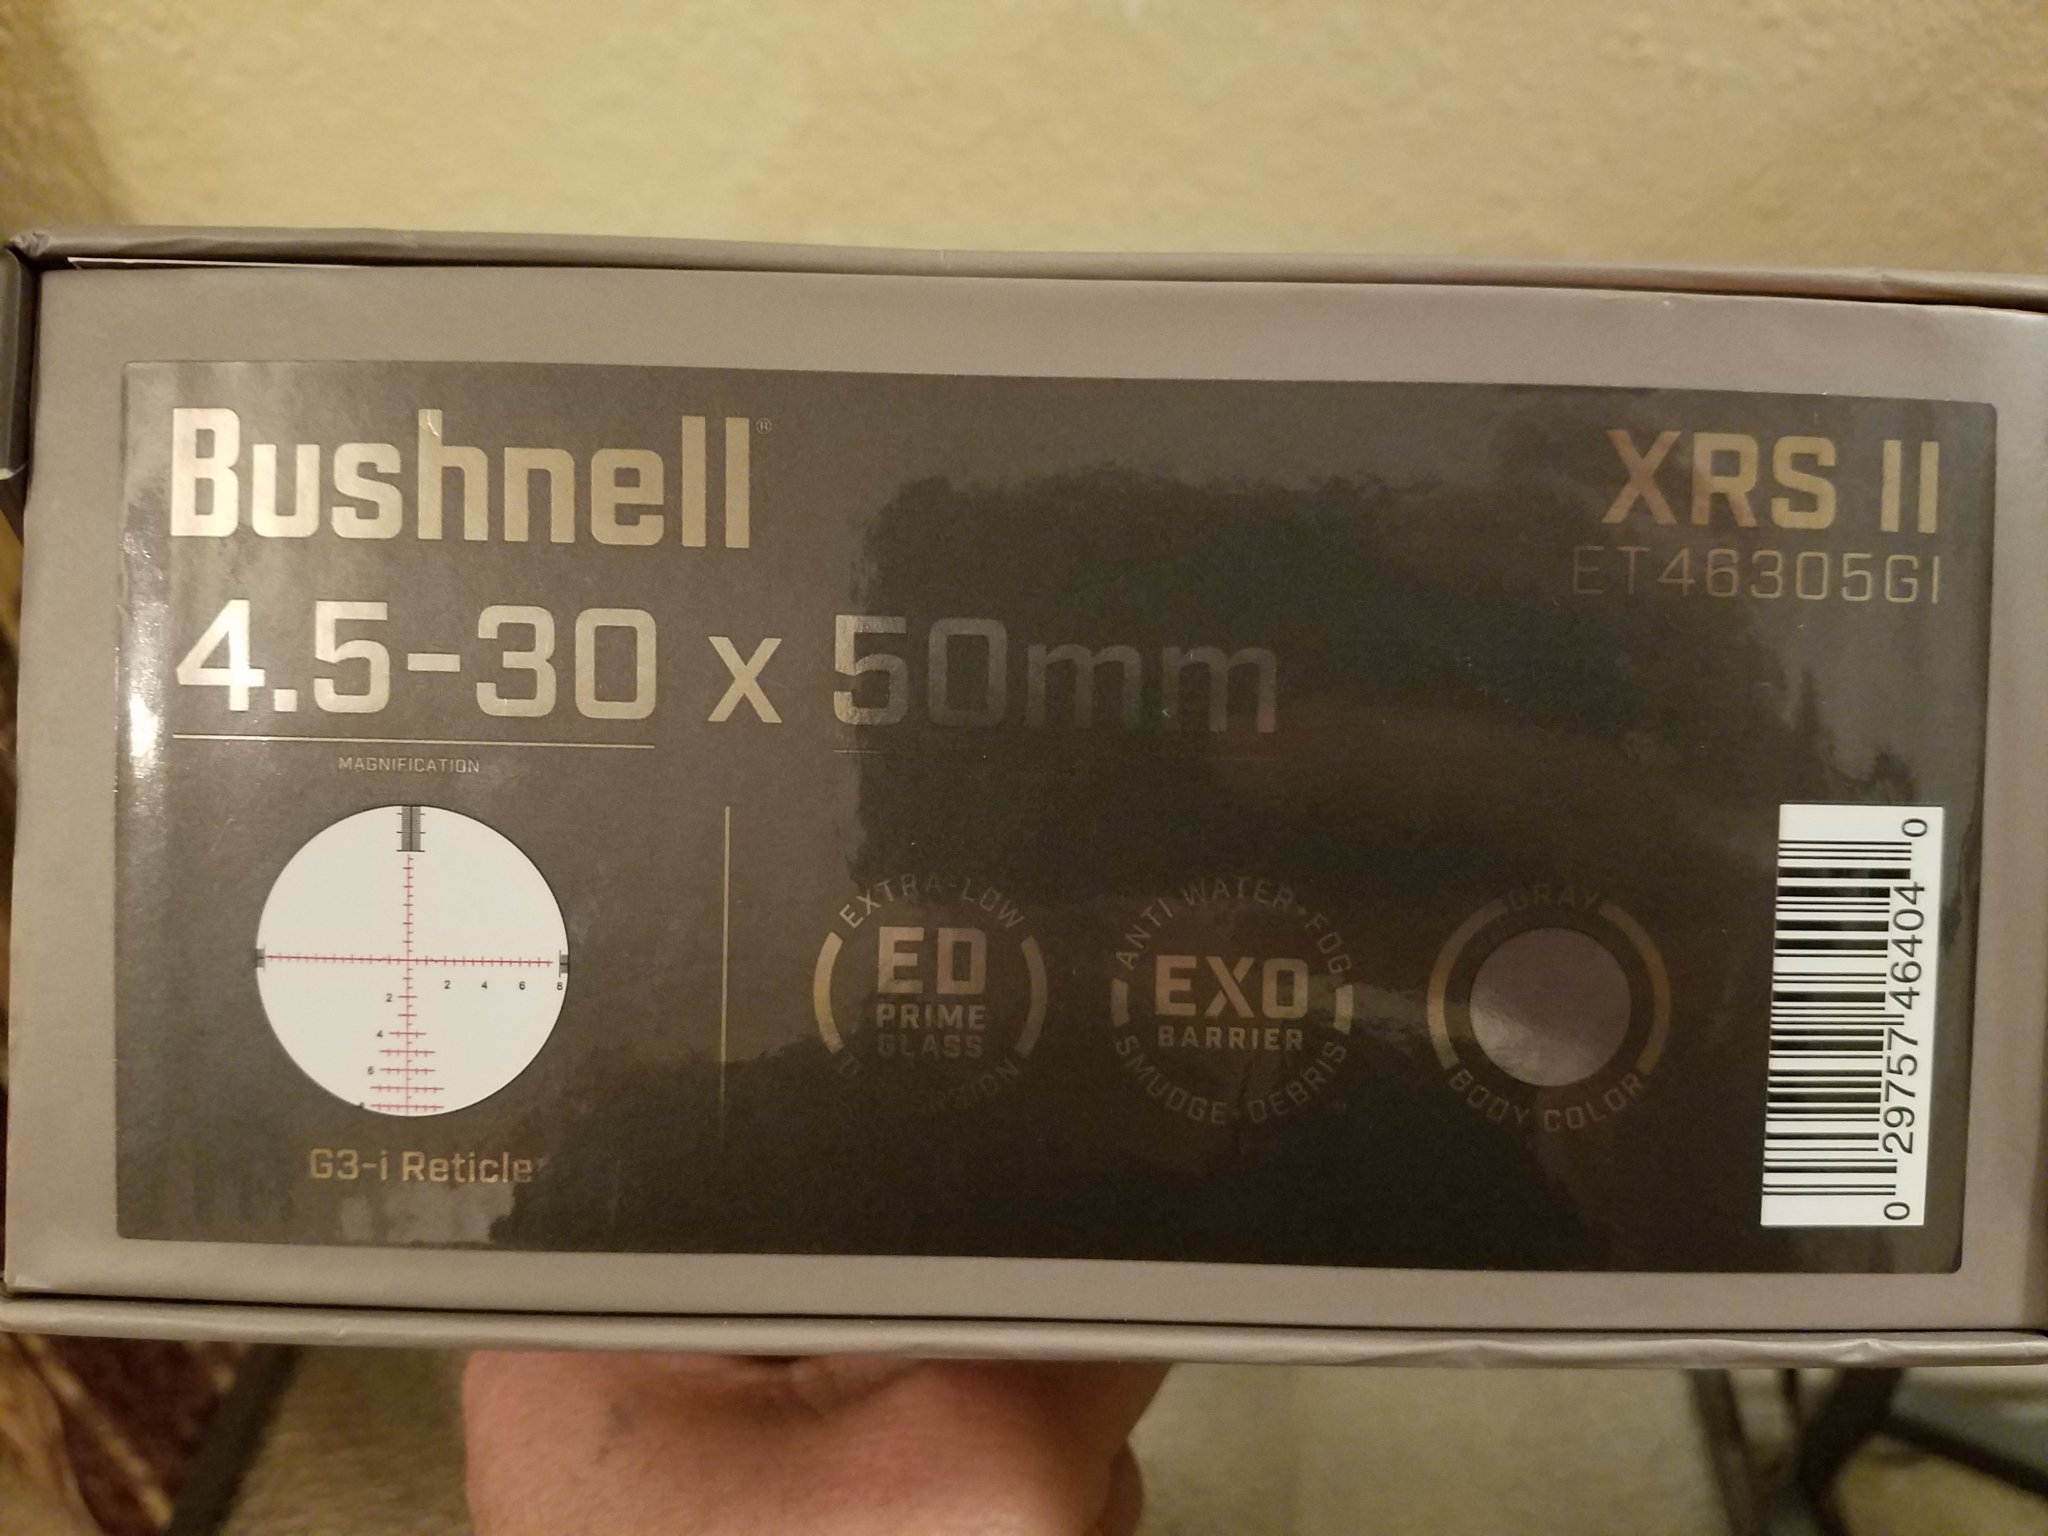 Bushnell®
XRS II
ET46305GI
4.5-30 x 50mm
MAGNIFICATION
2 4 6 8
2
4
6
G3-i Reticle
EXTRA-LOW
ED
PRIME
GLASS
ANTI WATER•FOG
EXO
BARRIER
SMUDGE•DEBRIS
GRAY
BODY COLOR
0 29757 46404 0